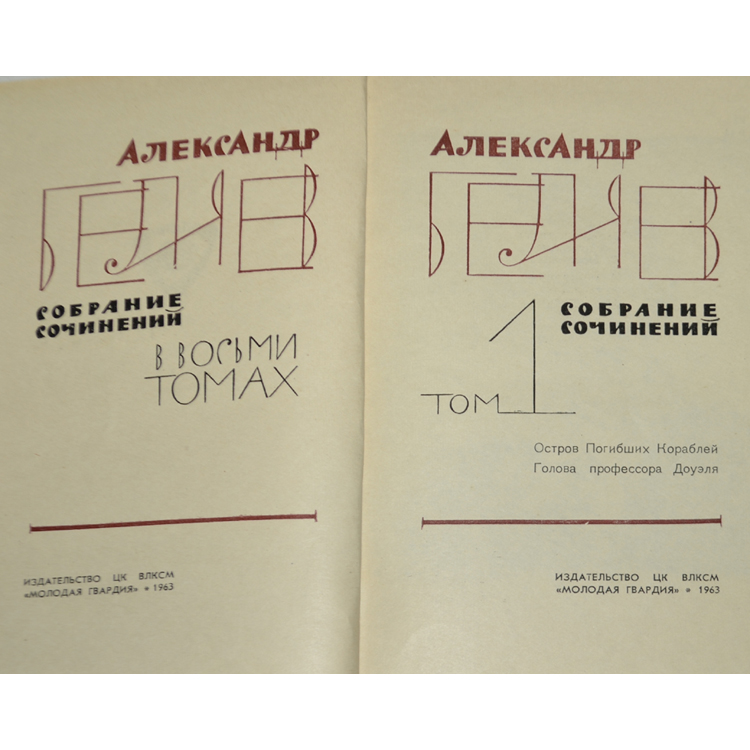 АЛЕКСАНДР
БЕЛЯЕВ
СОБРАНИЕ
СОЧИНЕНИЙ
В ВОСЬМИ
ТОМАХ
ИЗДАТЕЛЬСТВО ЦК ВЛКСМ
«МОЛОДАЯ ГВАРДИЯ» • 1963
АЛЕКСАНДР
БЕЛЯЕВ
СОБРАНИЕ
СОЧИНЕНИЙ
ТОМ 1
Остров Погибших Кораблей
Голова профессора Доуэля
ИЗДАТЕЛЬСТВО ЦК ВЛКСМ
«МОЛОДАЯ ГВАРДИЯ» • 1963